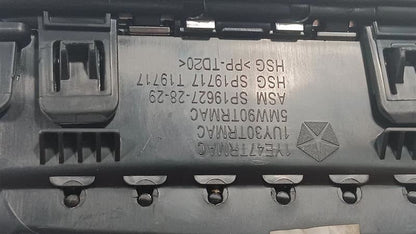 1YE47TRMAC
1UY30TRMAC
5MW90TRMAC
ASM SP19627-28-29
HSG SP19717 T19717
HSG >PP-TD20<